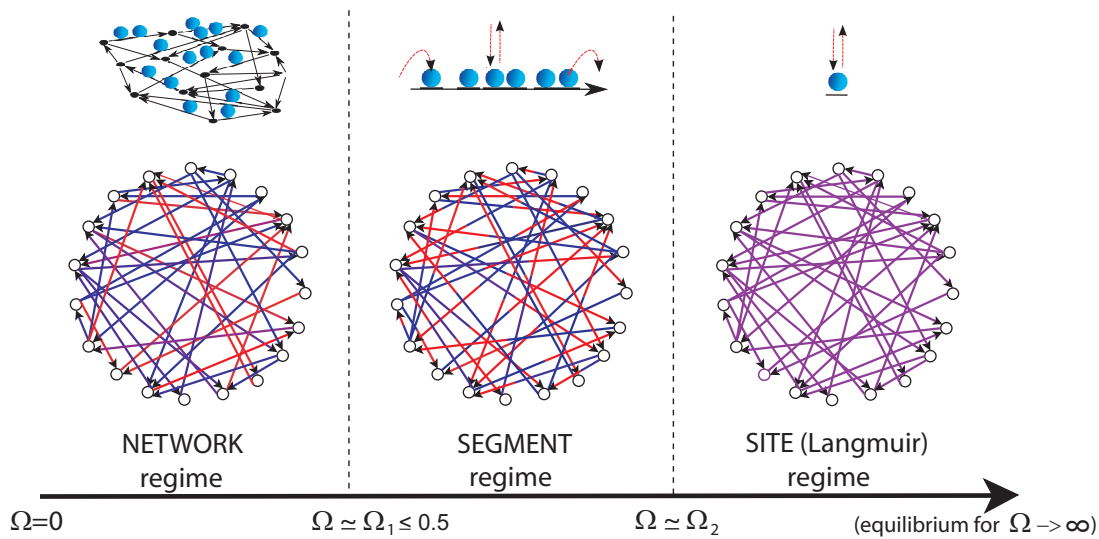 NETWORK
regime
SEGMENT
regime
SITE (Langmuir)
regime
Ω=0
Ω ≃ Ω₁ ≤ 0.5
Ω ≃ Ω₂
(equilibrium for Ω −> ∞)